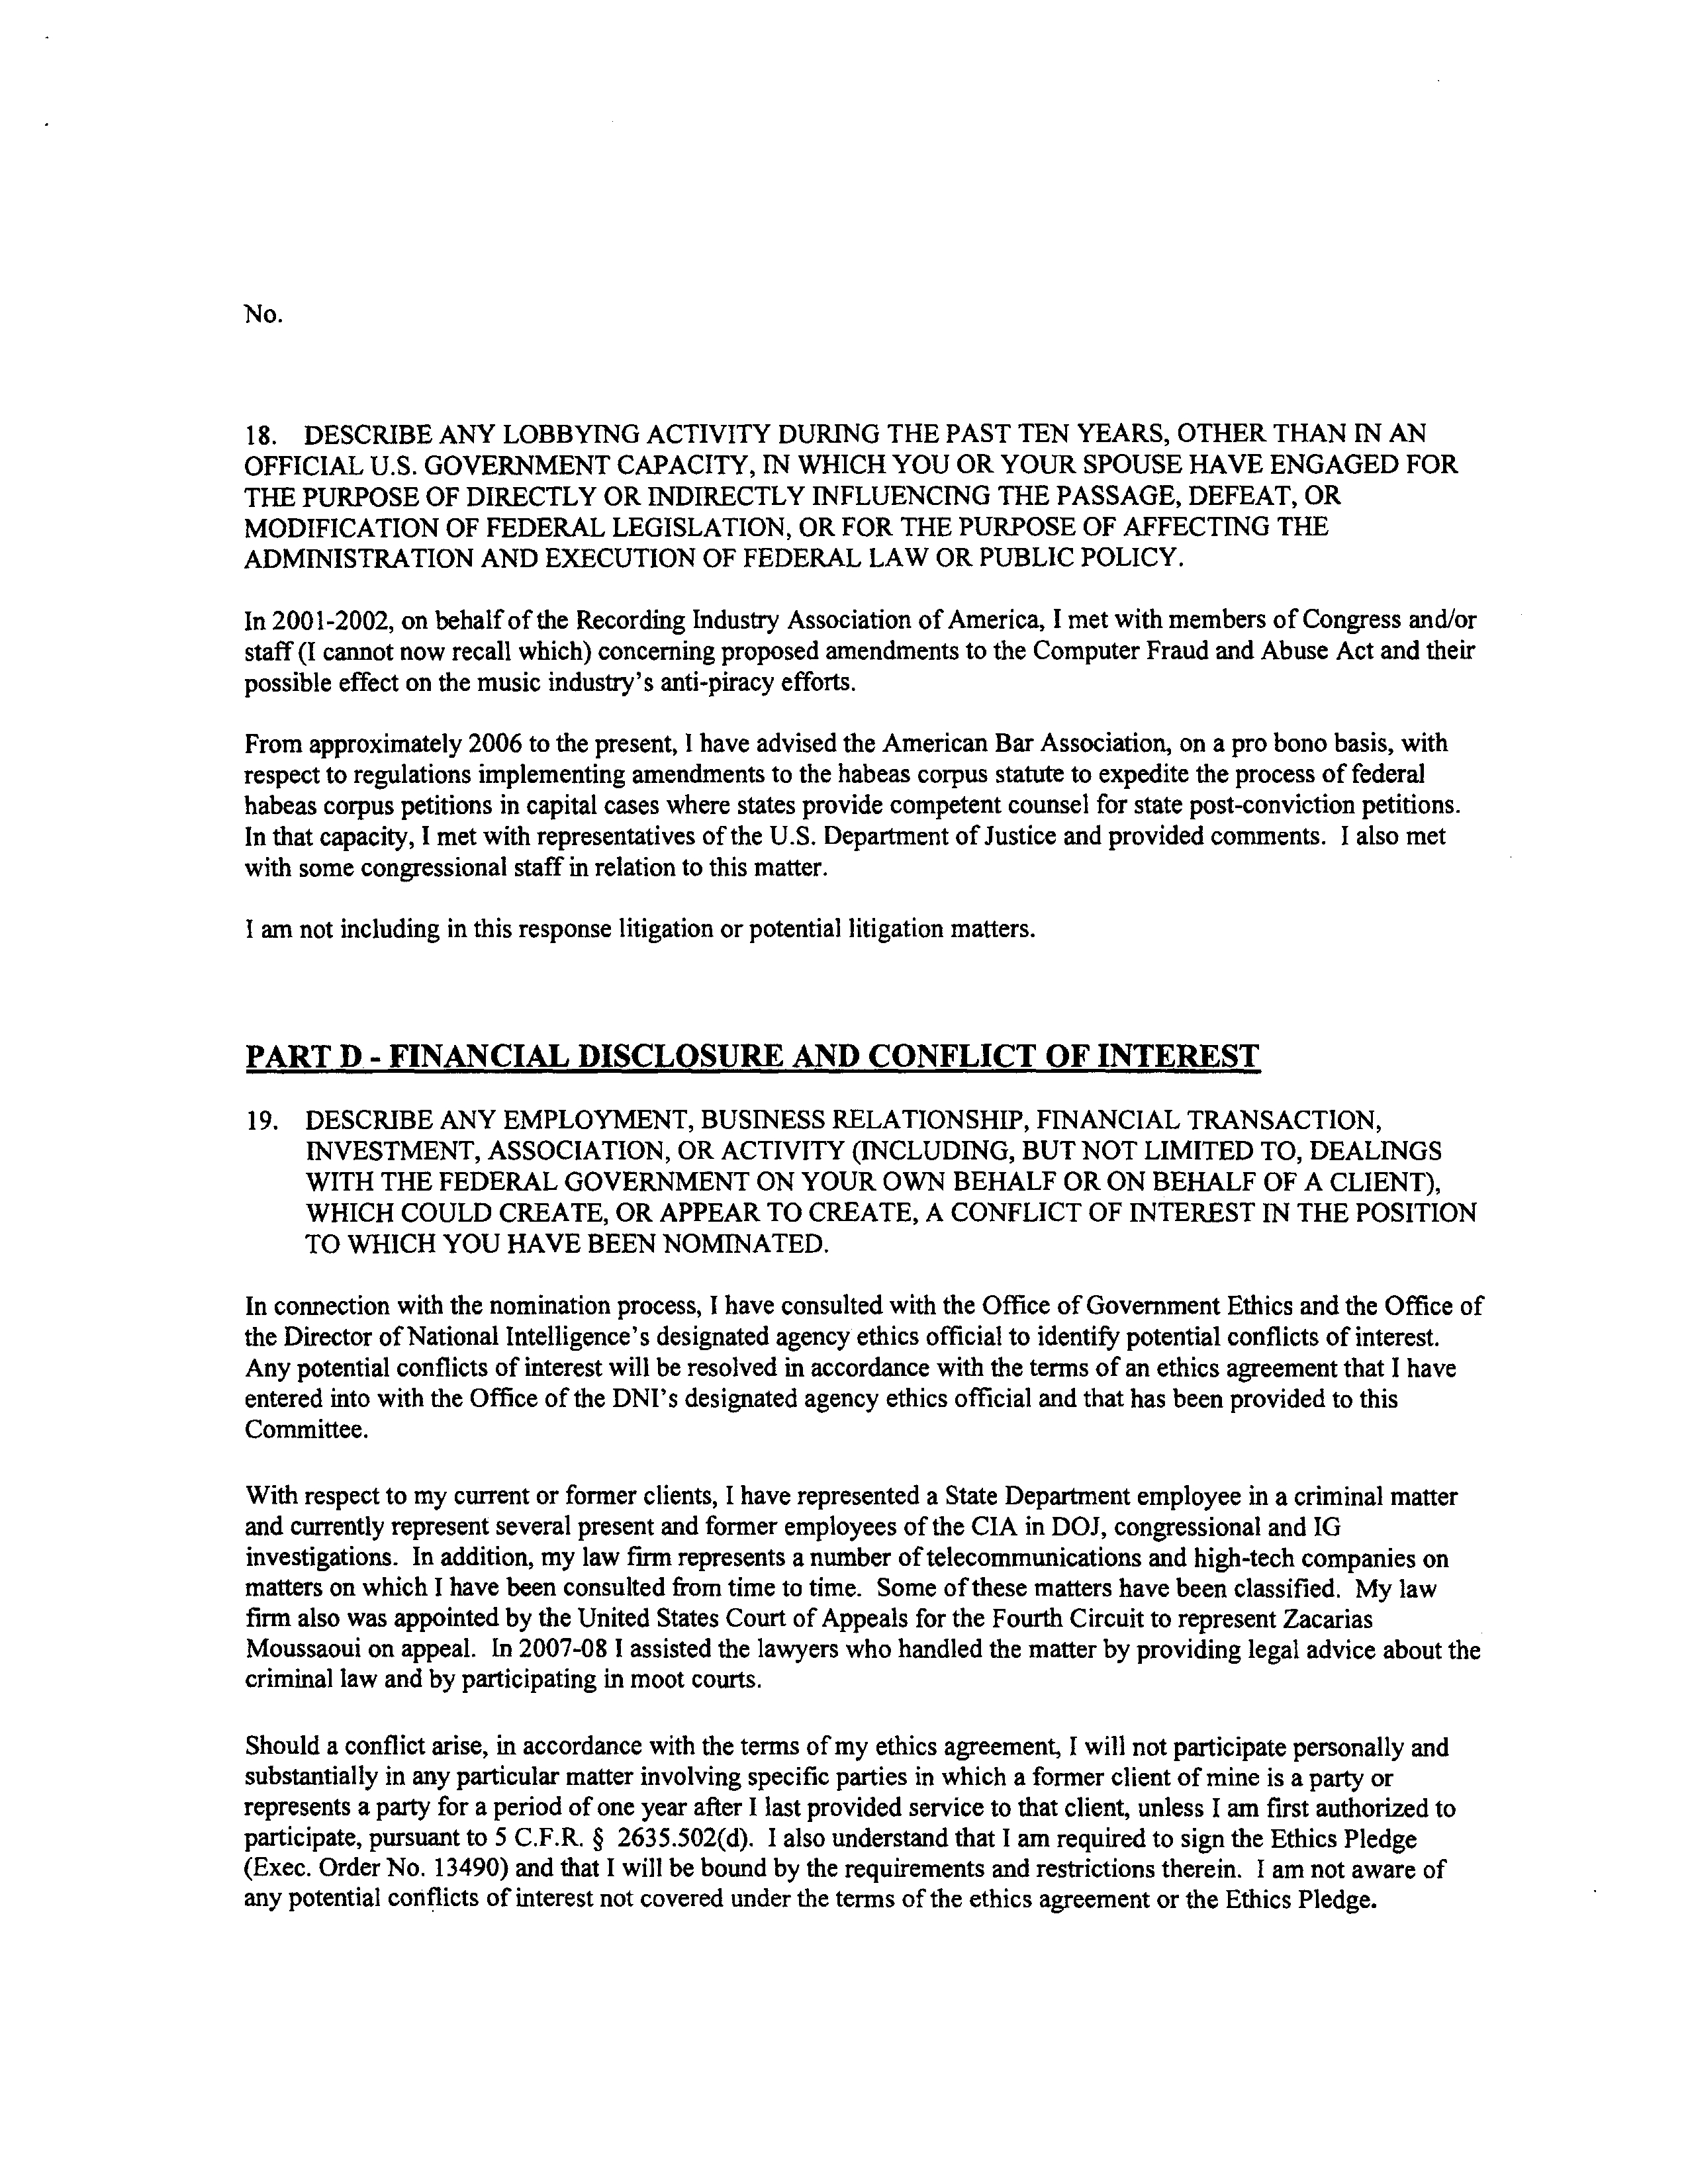 No.
18. DESCRIBE ANY LOBBYING ACTIVITY DURING THE PAST TEN YEARS, OTHER THAN IN AN
OFFICIAL U.S. GOVERNMENT CAPACITY, IN WHICH YOU OR YOUR SPOUSE HAVE ENGAGED FOR
THE PURPOSE OF DIRECTLY OR INDIRECTLY INFLUENCING THE PASSAGE, DEFEAT, OR
MODIFICATION OF FEDERAL LEGISLATION, OR FOR THE PURPOSE OF AFFECTING THE
ADMINISTRATION AND EXECUTION OF FEDERAL LAW OR PUBLIC POLICY.
In 2001-2002, on behalf of the Recording Industry Association of America, I met with members of Congress and/or
staff (I cannot now recall which) concerning proposed amendments to the Computer Fraud and Abuse Act and their
possible effect on the music industry's anti-piracy efforts.
From approximately 2006 to the present, I have advised the American Bar Association, on a pro bono basis, with
respect to regulations implementing amendments to the habeas corpus statute to expedite the process of federal
habeas corpus petitions in capital cases where states provide competent counsel for state post-conviction petitions.
In that capacity, I met with representatives of the U.S. Department of Justice and provided comments. I also met
with some congressional staff in relation to this matter.
I am not including in this response litigation or potential litigation matters.
PART D - FINANCIAL DISCLOSURE AND CONFLICT OF INTEREST
19. DESCRIBE ANY EMPLOYMENT, BUSINESS RELATIONSHIP, FINANCIAL TRANSACTION,
INVESTMENT, ASSOCIATION, OR ACTIVITY (INCLUDING, BUT NOT LIMITED TO, DEALINGS
WITH THE FEDERAL GOVERNMENT ON YOUR OWN BEHALF OR ON BEHALF OF A CLIENT),
WHICH COULD CREATE, OR APPEAR TO CREATE, A CONFLICT OF INTEREST IN THE POSITION
TO WHICH YOU HAVE BEEN NOMINATED.
In connection with the nomination process, I have consulted with the Office of Government Ethics and the Office of
the Director of National Intelligence's designated agency ethics official to identify potential conflicts of interest.
Any potential conflicts of interest will be resolved in accordance with the terms of an ethics agreement that I have
entered into with the Office of the DNI's designated agency ethics official and that has been provided to this
Committee.
With respect to my current or former clients, I have represented a State Department employee in a criminal matter
and currently represent several present and former employees of the CIA in DOJ, congressional and IG
investigations. In addition, my law firm represents a number of telecommunications and high-tech companies on
matters on which I have been consulted from time to time. Some of these matters have been classified. My law
firm also was appointed by the United States Court of Appeals for the Fourth Circuit to represent Zacarias
Moussaoui on appeal. In 2007-08 I assisted the lawyers who handled the matter by providing legal advice about the
criminal law and by participating in moot courts.
Should a conflict arise, in accordance with the terms of my ethics agreement, I will not participate personally and
substantially in any particular matter involving specific parties in which a former client of mine is a party or
represents a party for a period of one year after I last provided service to that client, unless I am first authorized to
participate, pursuant to 5 C.F.R. § 2635.502(d). I also understand that I am required to sign the Ethics Pledge
(Exec. Order No. 13490) and that I will be bound by the requirements and restrictions therein. I am not aware of
any potential conflicts of interest not covered under the terms of the ethics agreement or the Ethics Pledge.